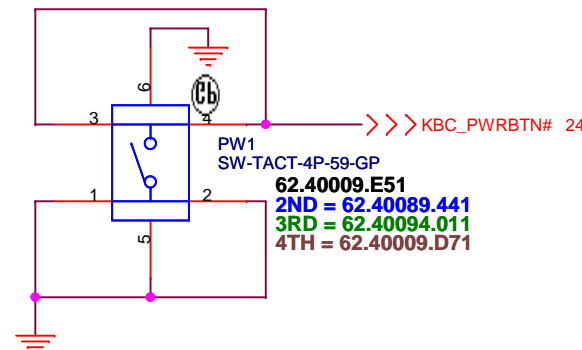 6
3
4
KBC_PWRBTN# 24
PW1
SW-TACT-4P-59-GP
62.40009.E51
1
2
2ND = 62.40089.441
3RD = 62.40094.011
5
4TH = 62.40009.D71